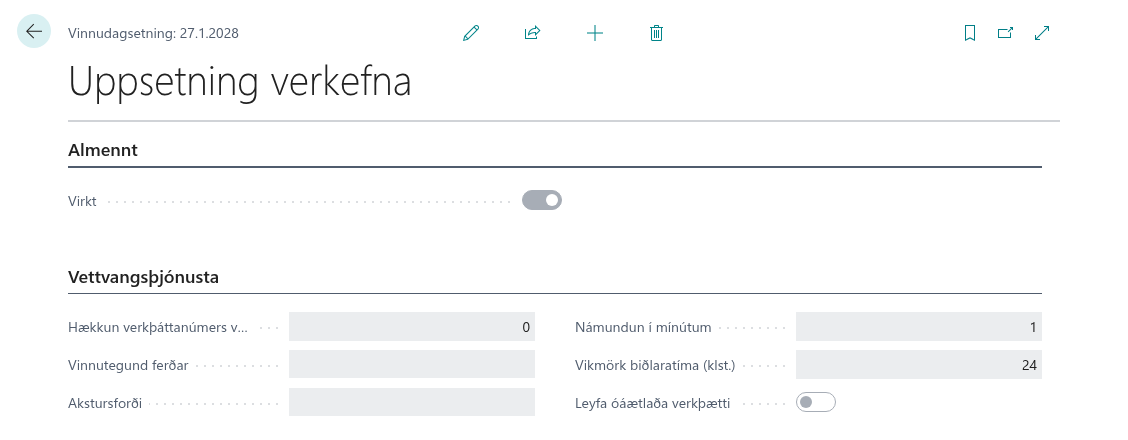 Vinnudagsetning: 27.1.2028
Uppsetning verkefna
Almennt
Virkt
Vettvangsþjónusta
Hækkun verkþáttanúmers v... 0
Vinnutegund ferðar
Akstursforði
Námundun í mínútum 1
Vikmörk biðlaratíma (klst.) 24
Leyfa óáætlaða verkþætti